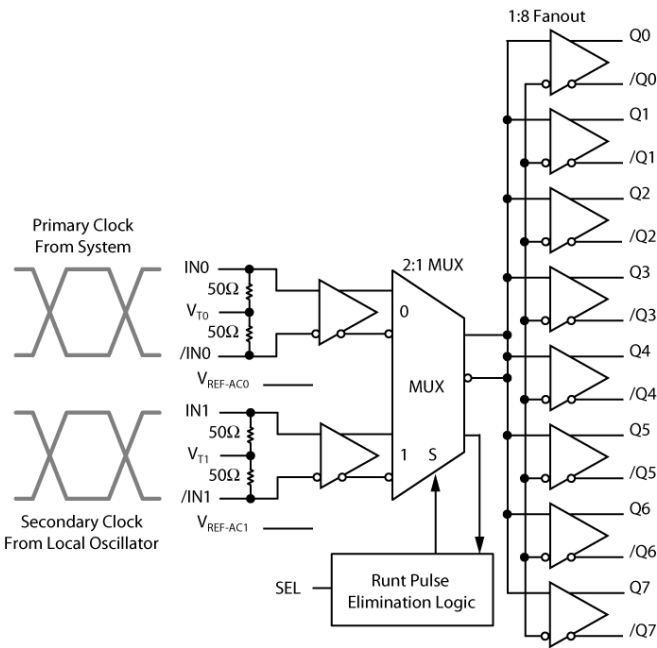 1:8 Fanout
Q0
/Q0
Q1
/Q1
Q2
/Q2
Q3
/Q3
Q4
/Q4
Q5
/Q5
Q6
/Q6
Q7
/Q7
Primary Clock
From System
IN0
50Ω
VT0
50Ω
/IN0
VREF-AC0
2:1 MUX
0
MUX
1 S
IN1
50Ω
VT1
50Ω
/IN1
VREF-AC1
Secondary Clock
From Local Oscillator
SEL
Runt Pulse
Elimination Logic